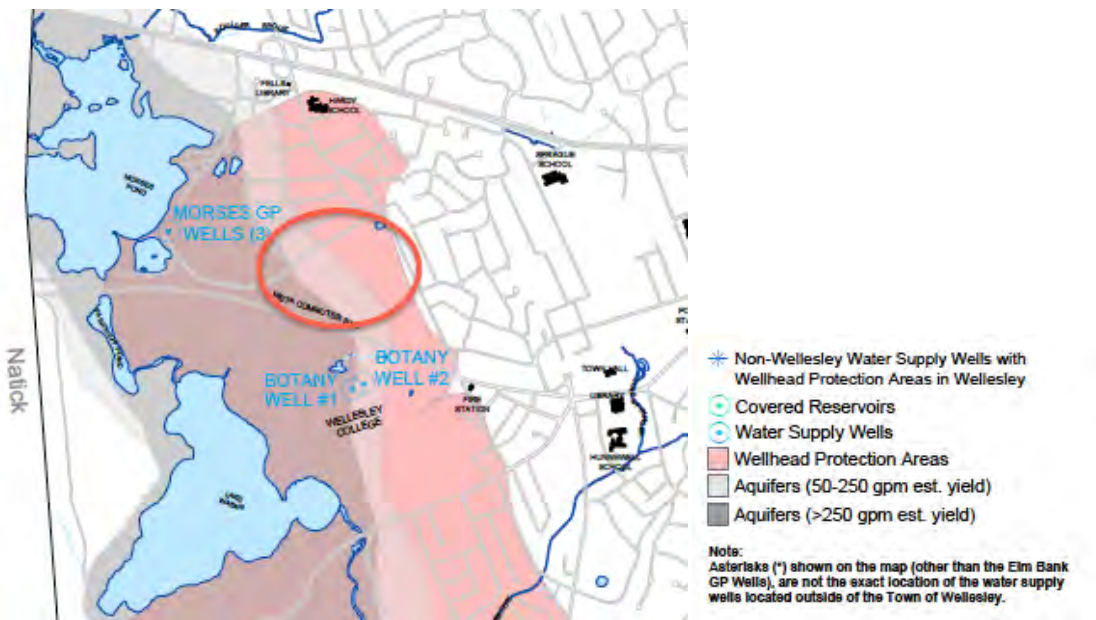 FELLS
LIBRARY
HARDY
SCHOOL
SPRAGUE
SCHOOL
MORSES
POND
MORSES GP
WELLS (3)
BOTANY
WELL #2
BOTANY
WELL #1
WELLESLEY
COLLEGE
FIRE
STATION
TOWN HALL
LIBRARY
HUNNEWELL
SCHOOL
LAKE
WABAN
Natick
Non-Wellesley Water Supply Wells with
Wellhead Protection Areas in Wellesley
Covered Reservoirs
Water Supply Wells
Wellhead Protection Areas
Aquifers (50-250 gpm est. yield)
Aquifers (>250 gpm est. yield)
Note:
Asterisks (*) shown on the map (other than the Elm Bank
GP Wells), are not the exact location of the water supply
wells located outside of the Town of Wellesley.